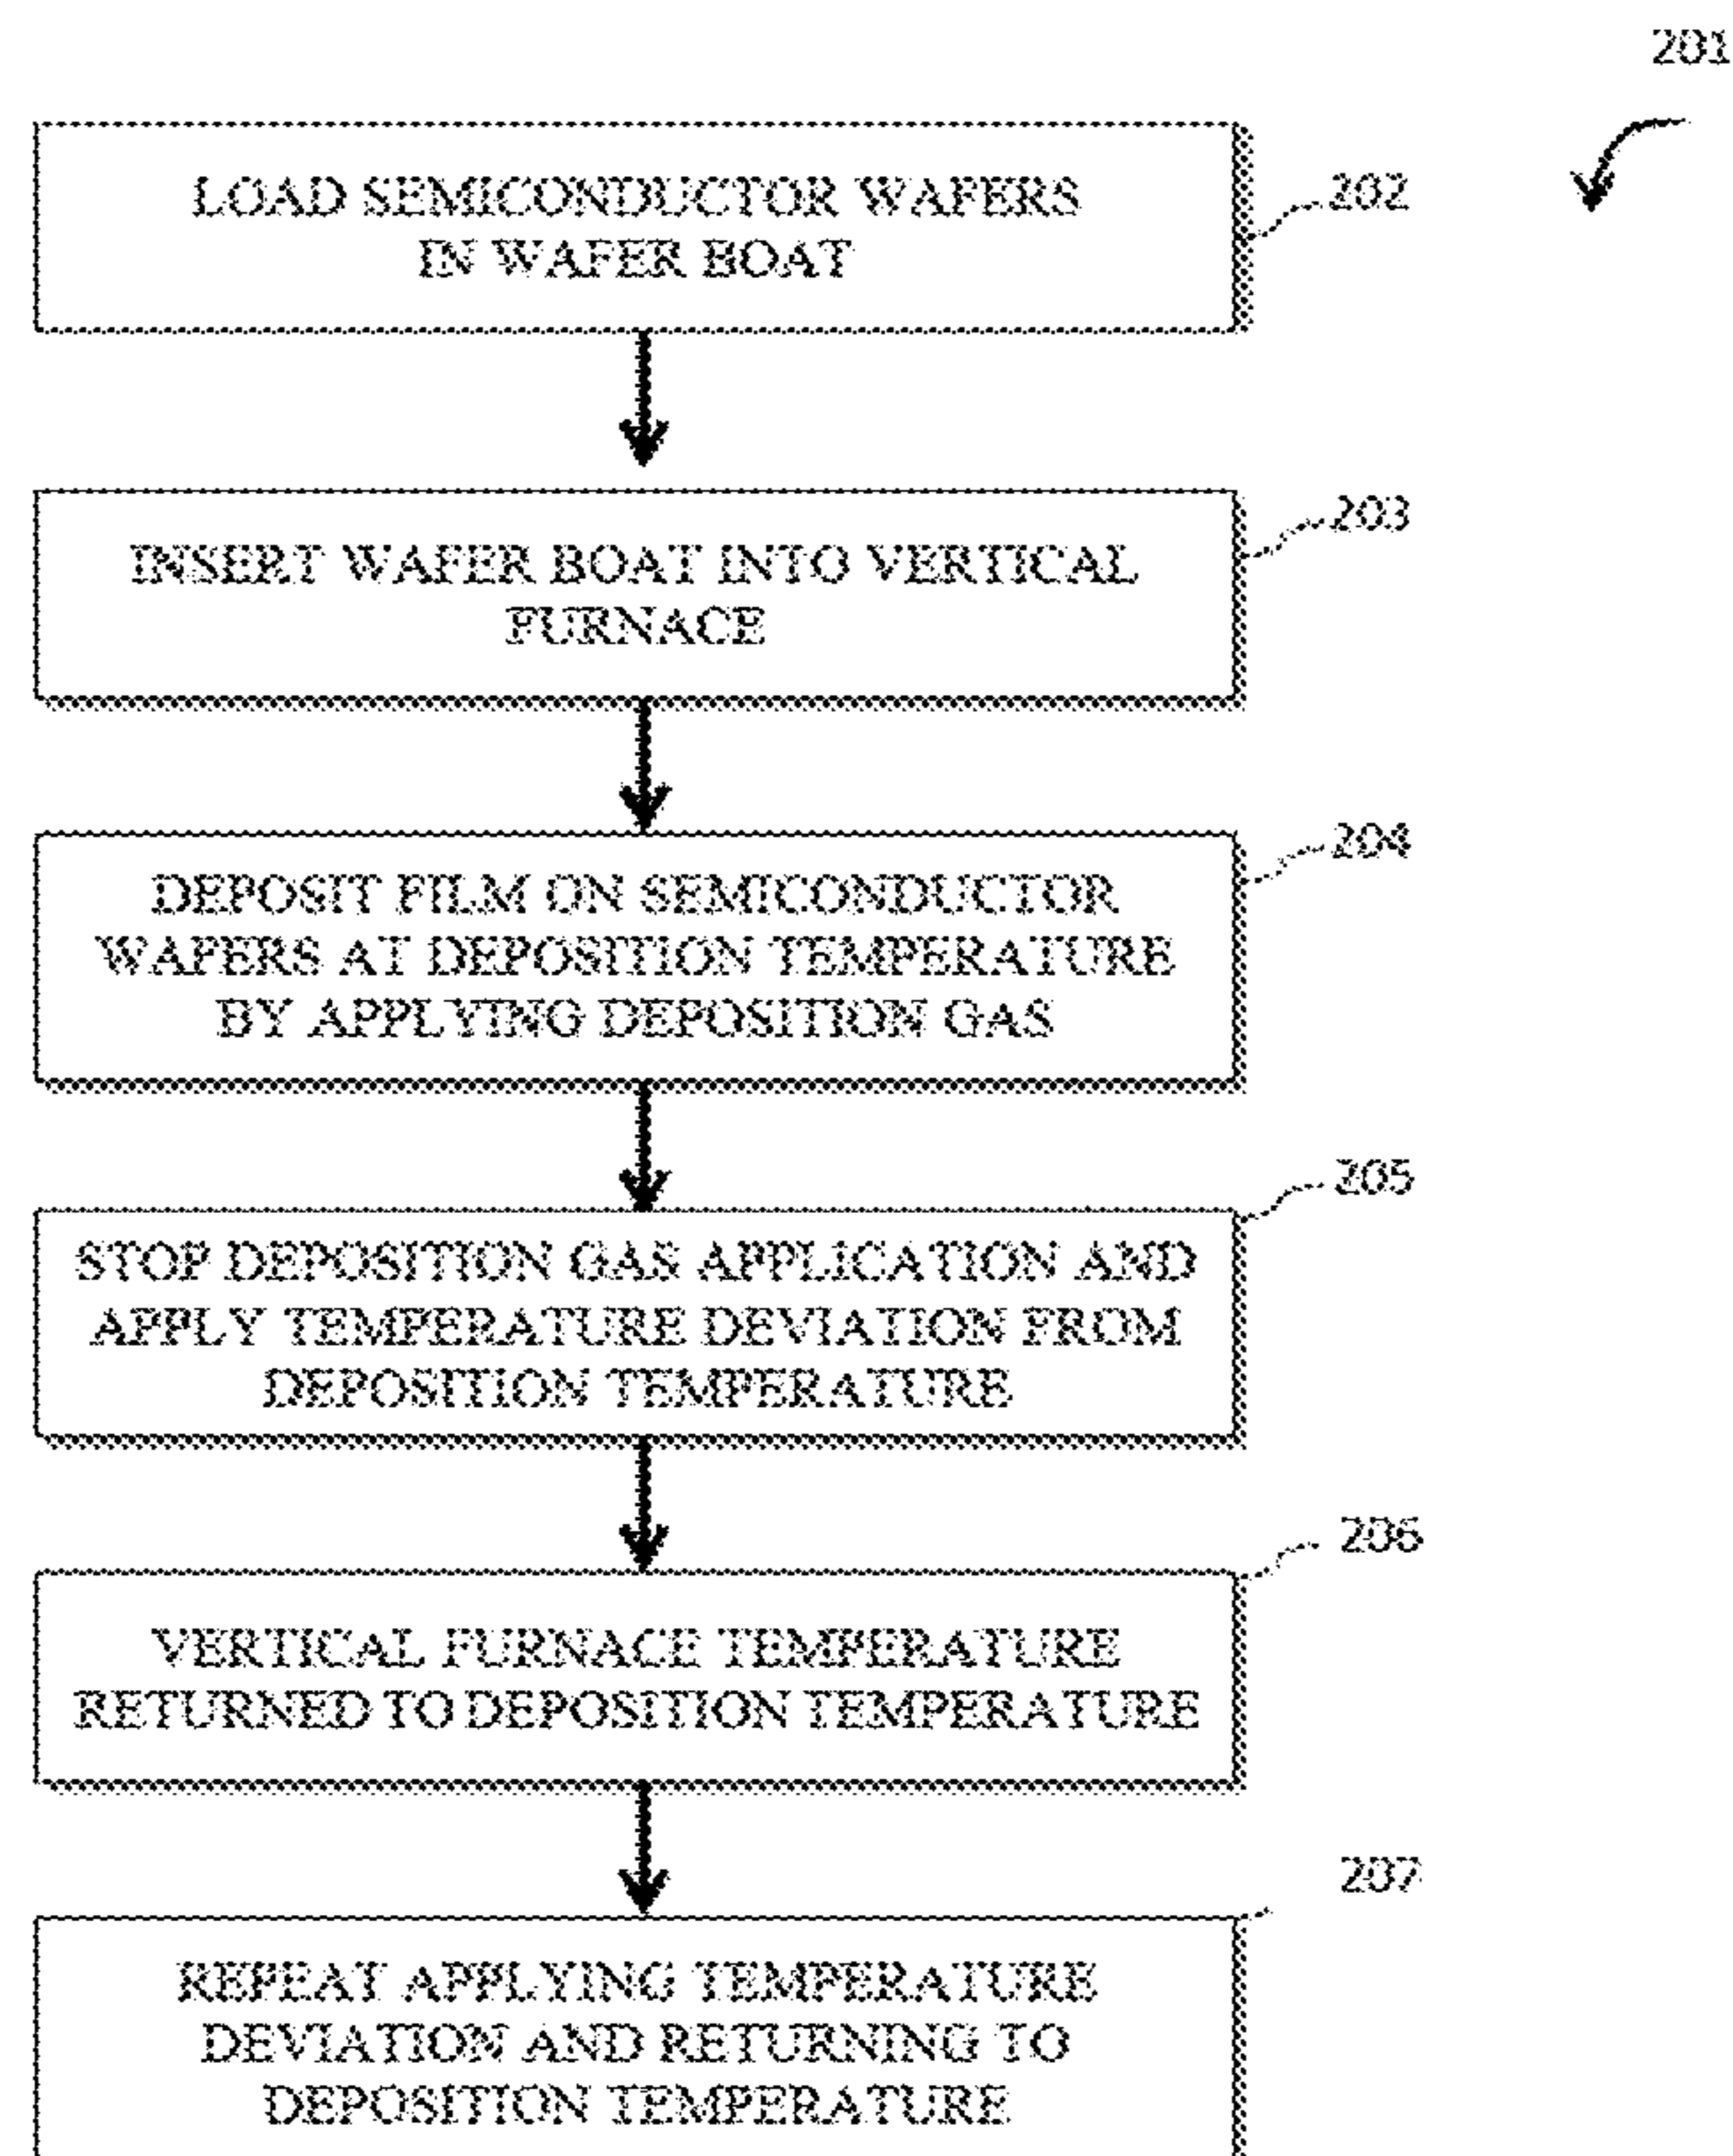 201
LOAD SEMICONDUCTOR WAFERS
IN WAFER BOAT
202
INSERT WAFER BOAT INTO VERTICAL
FURNACE
203
DEPOSIT FILM ON SEMICONDUCTOR
WAFERS AT DEPOSITION TEMPERATURE
BY APPLYING DEPOSITION GAS
204
STOP DEPOSITION GAS APPLICATION AND
APPLY TEMPERATURE DEVIATION FROM
DEPOSITION TEMPERATURE
205
VERTICAL FURNACE TEMPERATURE
RETURNED TO DEPOSITION TEMPERATURE
206
REPEAT APPLYING TEMPERATURE
DEVIATION AND RETURNING TO
DEPOSITION TEMPERATURE
207